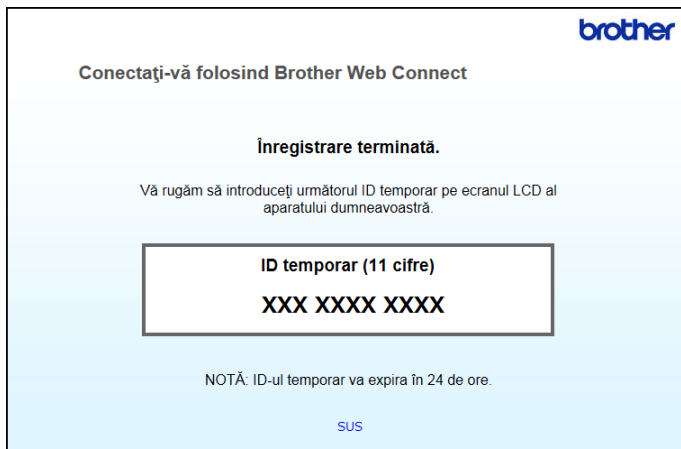 brother
Conectaţi-vă folosind Brother Web Connect
Înregistrare terminată.
Vă rugăm să introduceţi următorul ID temporar pe ecranul LCD al
aparatului dumneavoastră.
ID temporar (11 cifre)
XXX XXXX XXXX
NOTĂ: ID-ul temporar va expira în 24 de ore.
SUS